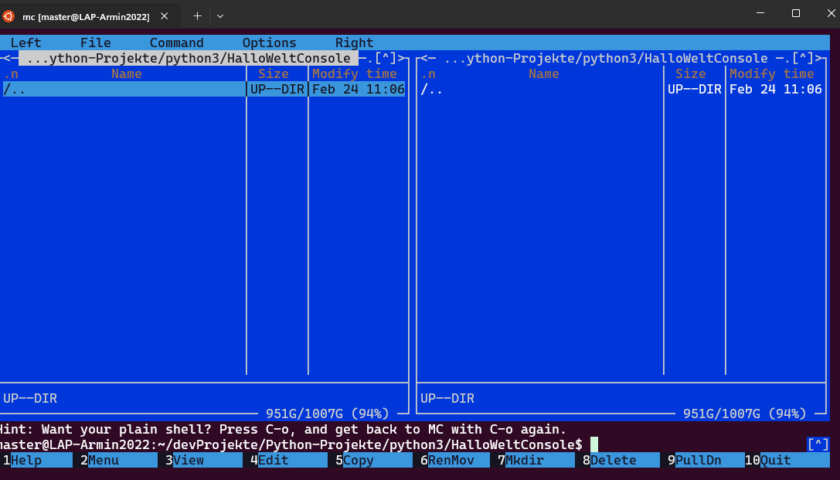 mc [master@LAP-Armin2022]
Left File Command Options Right
<— ...ython-Projekte/python3/HalloWeltConsole —.[^]> <— ...ython-Projekte/python3/HalloWeltConsole —.[^]>
.n Name Size Modify time .n Name Size Modify time
/.. UP--DIR Feb 24 11:06 /.. UP--DIR Feb 24 11:06
UP--DIR UP--DIR
951G/1007G (94%) 951G/1007G (94%)
Hint: Want your plain shell? Press C-o, and get back to MC with C-o again.
master@LAP-Armin2022:~/devProjekte/Python-Projekte/python3/HalloWeltConsole$ [^]
1Help 2Menu 3View 4Edit 5Copy 6RenMov 7Mkdir 8Delete 9PullDn 10Quit